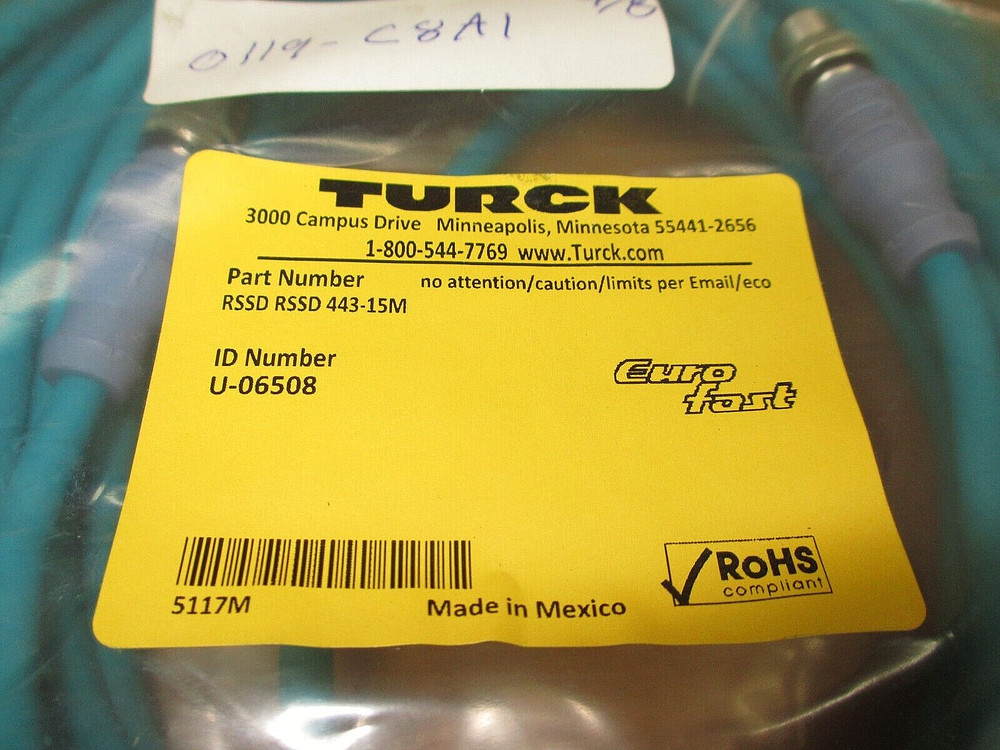 0119-C8A1
TURCK
3000 Campus Drive Minneapolis, Minnesota 55441-2656
1-800-544-7769 www.Turck.com
Part Number no attention/caution/limits per Email/eco
RSSD RSSD 443-15M
ID Number
U-06508
Euro
fast
5117M
Made in Mexico
RoHS
compliant